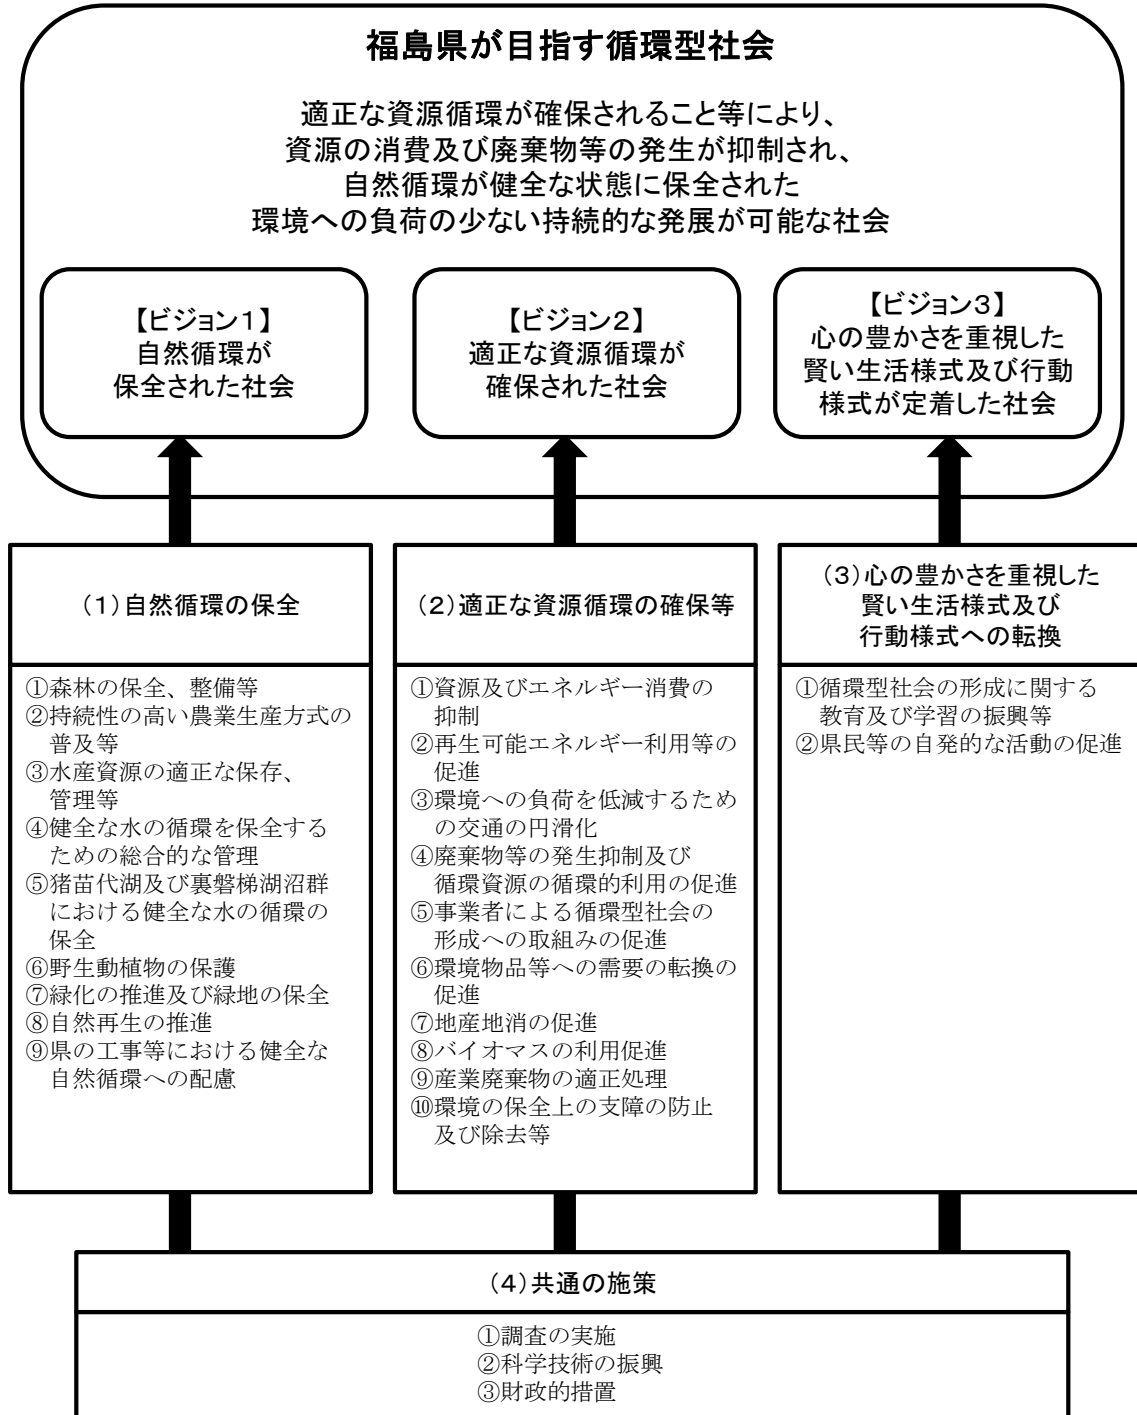 福島県が目指す循環型社会
適正な資源循環が確保されること等により、
資源の消費及び廃棄物等の発生が抑制され、
自然循環が健全な状態に保全された
環境への負荷の少ない持続的な発展が可能な社会
【ビジョン１】
自然循環が
保全された社会
【ビジョン２】
適正な資源循環が
確保された社会
【ビジョン３】
心の豊かさを重視した
賢い生活様式及び行動
様式が定着した社会
（１）自然循環の保全
①森林の保全、整備等
②持続性の高い農業生産方式の
普及等
③水産資源の適正な保存、
管理等
④健全な水の循環を保全する
ための総合的な管理
⑤猪苗代湖及び裏磐梯湖沼群
における健全な水の循環の
保全
⑥野生動植物の保護
⑦緑化の推進及び緑地の保全
⑧自然再生の推進
⑨県の工事等における健全な
自然循環への配慮
（２）適正な資源循環の確保等
①資源及びエネルギー消費の
抑制
②再生可能エネルギー利用等の
促進
③環境への負荷を低減するため
の交通の円滑化
④廃棄物等の発生抑制及び
循環資源の循環的利用の促進
⑤事業者による循環型社会の
形成への取組みの促進
⑥環境物品等への需要の転換の
促進
⑦地産地消の促進
⑧バイオマスの利用促進
⑨産業廃棄物の適正処理
⑩環境の保全上の支障の防止
及び除去等
（３）心の豊かさを重視した
賢い生活様式及び
行動様式への転換
①循環型社会の形成に関する
教育及び学習の振興等
②県民等の自発的な活動の促進
（４）共通の施策
①調査の実施
②科学技術の振興
③財政的措置